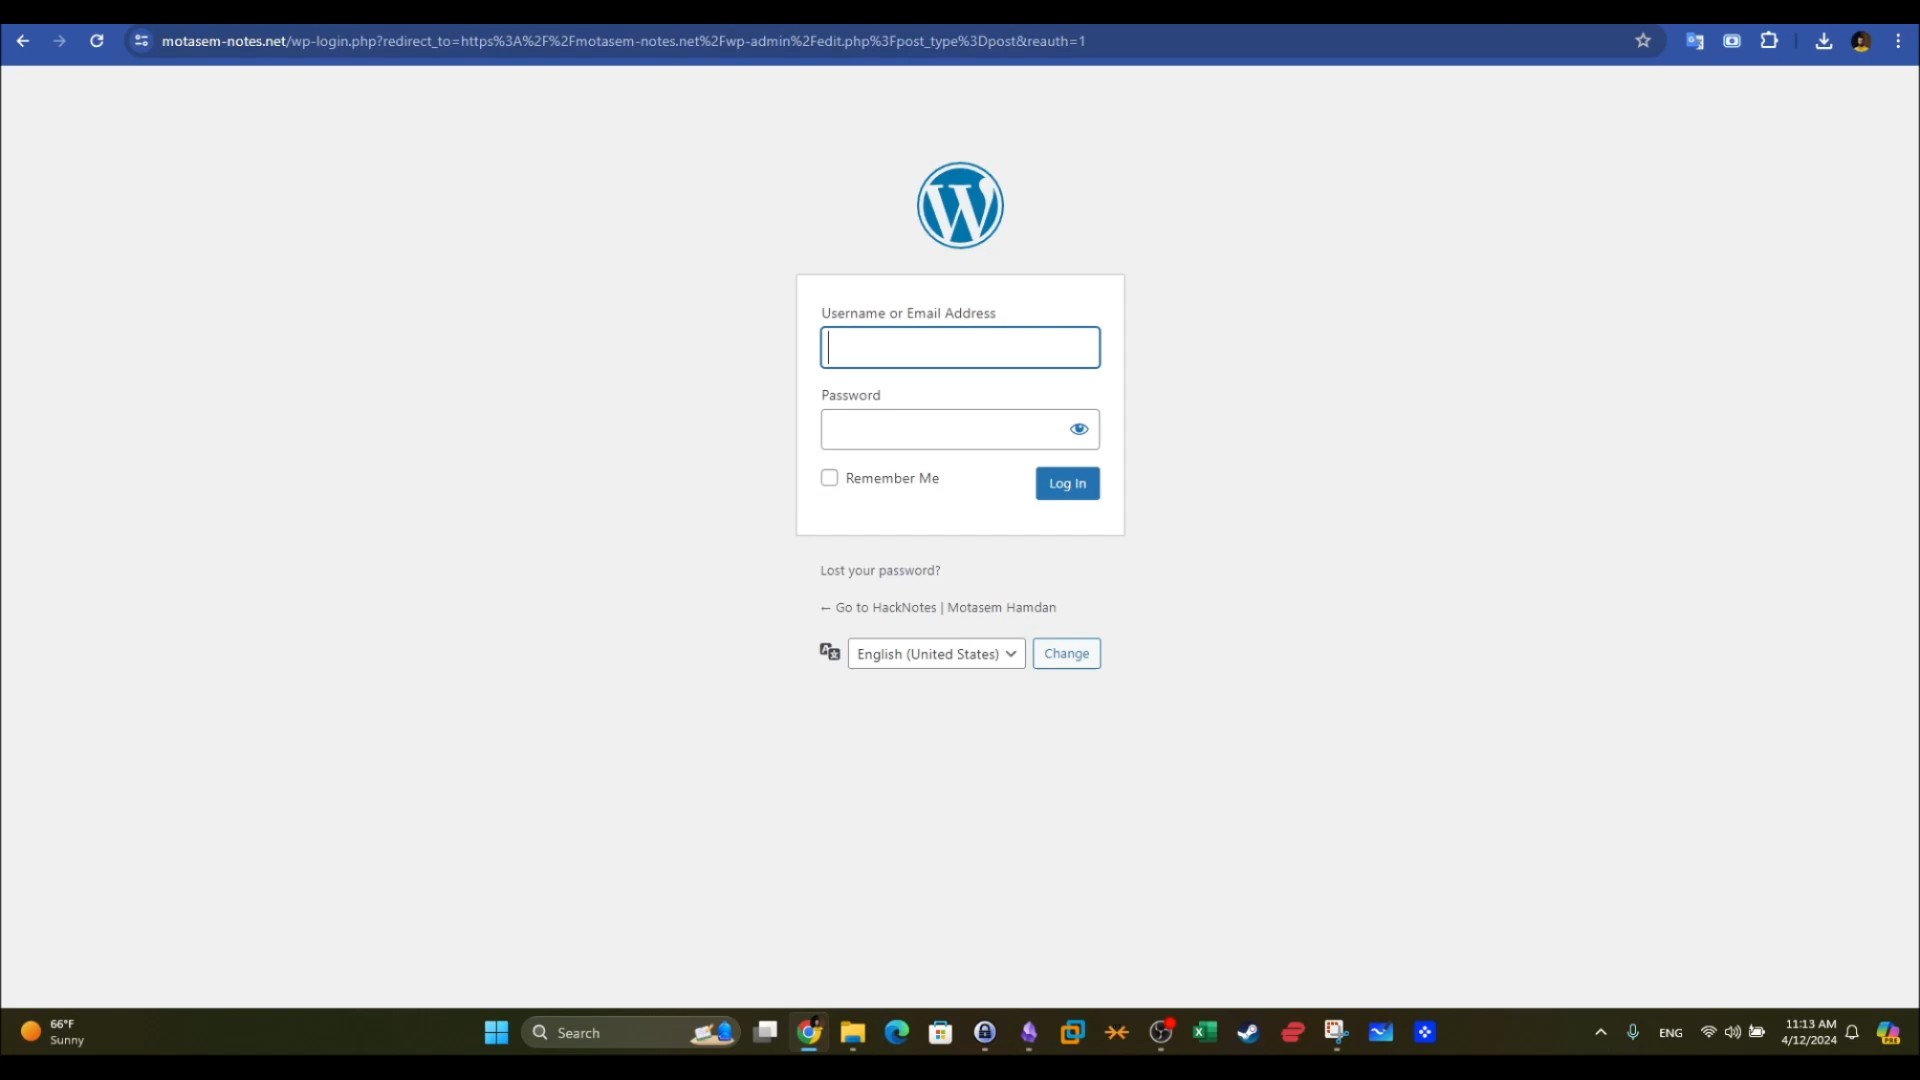 motasem-notes.net/wp-login.php?redirect_to=https%3A%2F%2Fmotasem-notes.net%2Fwp-admin%2Fedit.php%3Fpost_type%3Dpost&reauth=1
Username or Email Address
Password
Remember Me
Log In
Lost your password?
← Go to HackNotes | Motasem Hamdan
English (United States)
Change
66°F
Sunny
Search
ENG
11:13 AM
4/12/2024